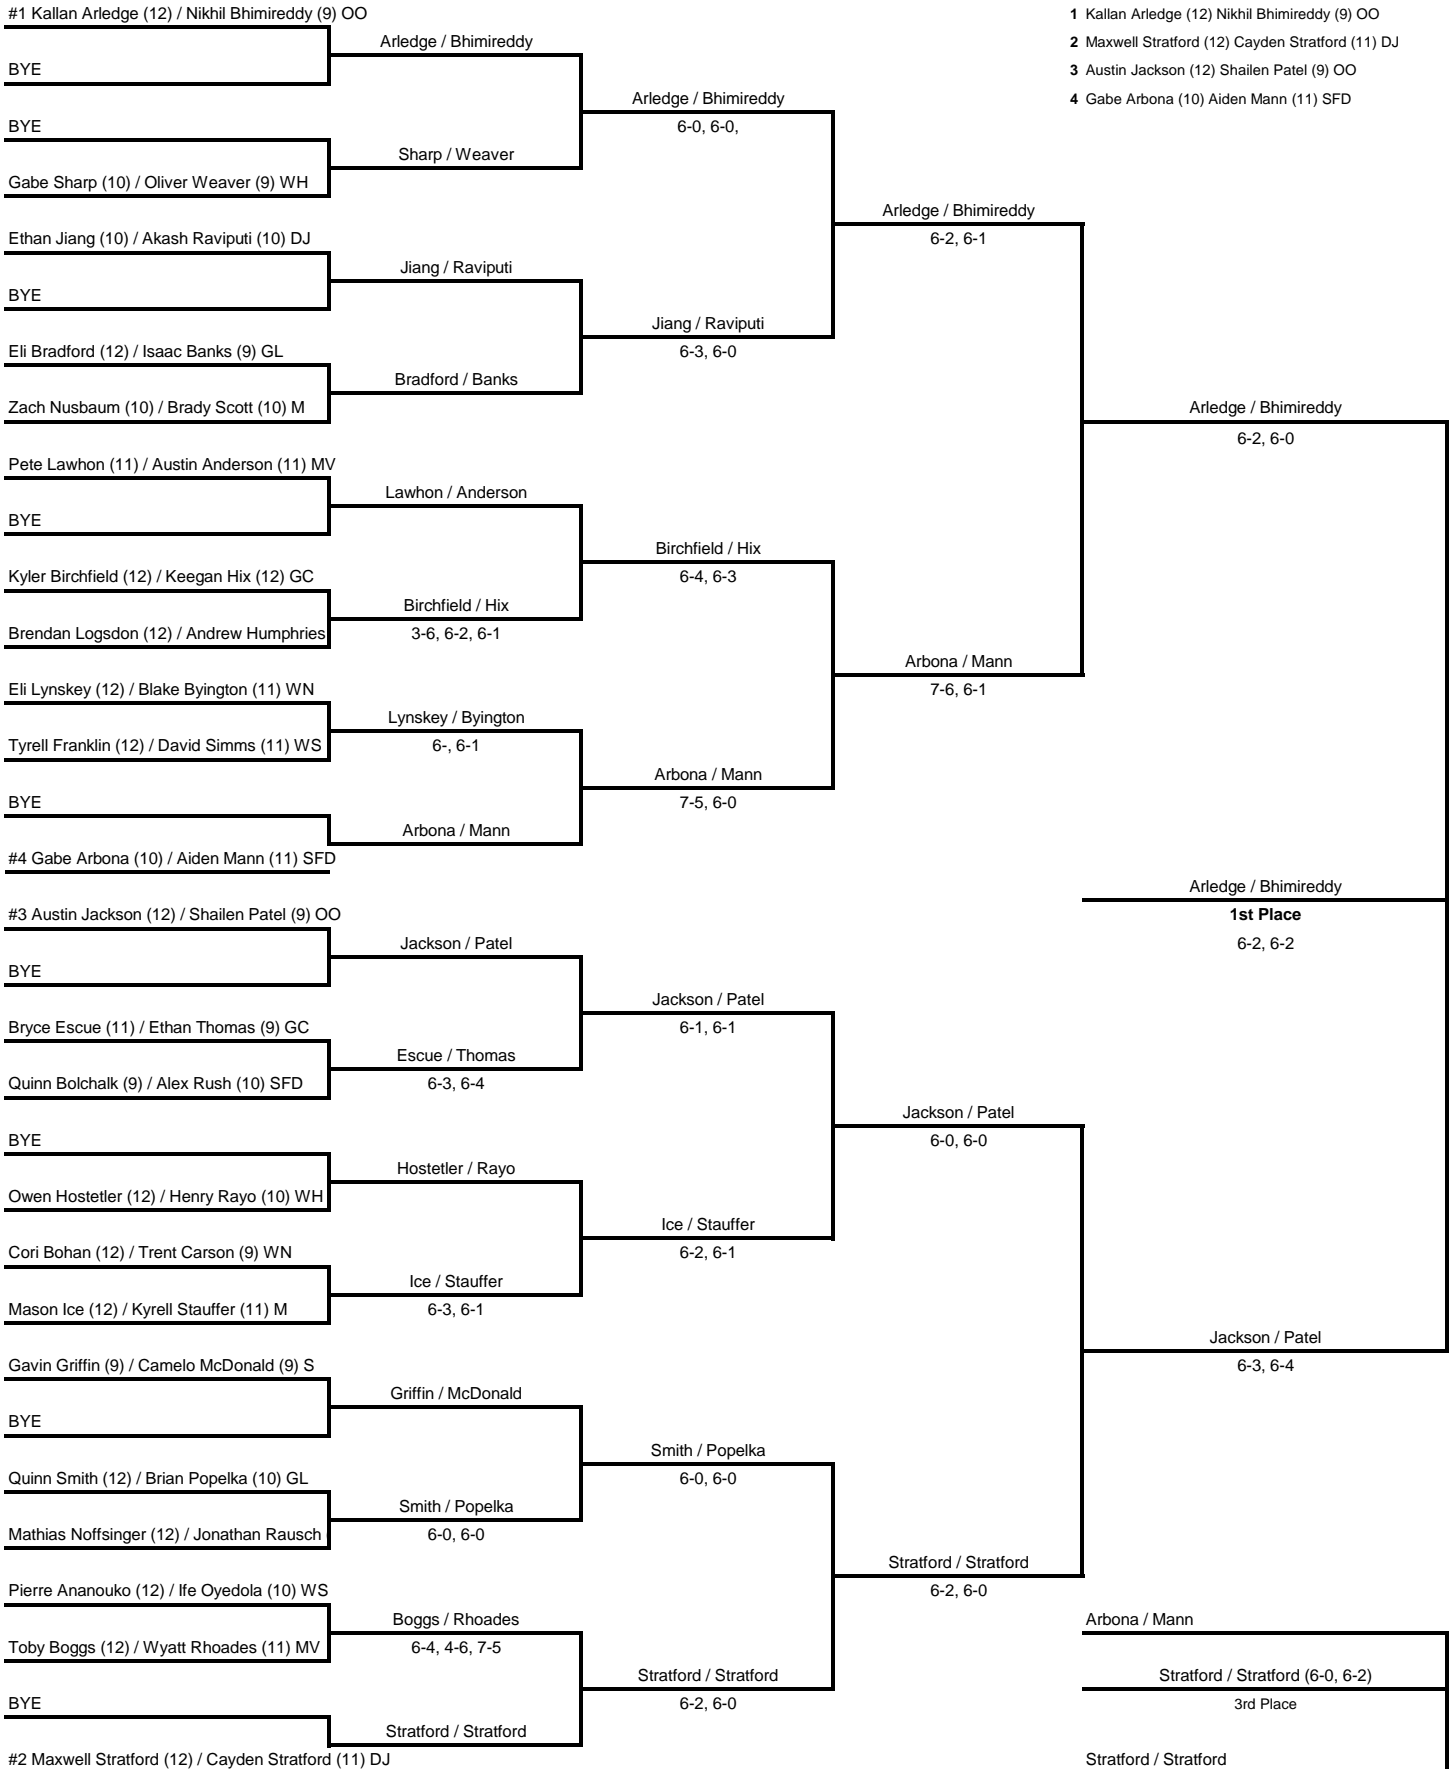 #1 Kallan Arledge (12) / Nikhil Bhimireddy (9) OO
1 Kallan Arledge (12) Nikhil Bhimireddy (9) OO
Arledge / Bhimireddy
2 Maxwell Stratford (12) Cayden Stratford (11) DJ
BYE
3 Austin Jackson (12) Shailen Patel (9) OO
Arledge / Bhimireddy
4 Gabe Arbona (10) Aiden Mann (11) SFD
BYE
6-0, 6-0,
Sharp / Weaver
Gabe Sharp (10) / Oliver Weaver (9) WH
Arledge / Bhimireddy
Ethan Jiang (10) / Akash Raviputi (10) DJ
6-2, 6-1
Jiang / Raviputi
BYE
Jiang / Raviputi
Eli Bradford (12) / Isaac Banks (9) GL
6-3, 6-0
Bradford / Banks
Zach Nusbaum (10) / Brady Scott (10) M
Arledge / Bhimireddy
6-2, 6-0
Pete Lawhon (11) / Austin Anderson (11) MV
Lawhon / Anderson
BYE
Birchfield / Hix
Kyler Birchfield (12) / Keegan Hix (12) GC
6-4, 6-3
Birchfield / Hix
Brendan Logsdon (12) / Andrew Humphries
3-6, 6-2, 6-1
Arbona / Mann
Eli Lynskey (12) / Blake Byington (11) WN
7-6, 6-1
Lynskey / Byington
Tyrell Franklin (12) / David Simms (11) WS
6-, 6-1
Arbona / Mann
BYE
7-5, 6-0
Arbona / Mann
#4 Gabe Arbona (10) / Aiden Mann (11) SFD
Arledge / Bhimireddy
#3 Austin Jackson (12) / Shailen Patel (9) OO
1st Place
Jackson / Patel
6-2, 6-2
BYE
Jackson / Patel
Bryce Escue (11) / Ethan Thomas (9) GC
6-1, 6-1
Escue / Thomas
Quinn Bolchalk (9) / Alex Rush (10) SFD
6-3, 6-4
Jackson / Patel
BYE
6-0, 6-0
Hostetler / Rayo
Owen Hostetler (12) / Henry Rayo (10) WH
Ice / Stauffer
Cori Bohan (12) / Trent Carson (9) WN
6-2, 6-1
Ice / Stauffer
Mason Ice (12) / Kyrell Stauffer (11) M
6-3, 6-1
Jackson / Patel
Gavin Griffin (9) / Camelo McDonald (9) S
6-3, 6-4
Griffin / McDonald
BYE
Smith / Popelka
Quinn Smith (12) / Brian Popelka (10) GL
6-0, 6-0
Smith / Popelka
Mathias Noffsinger (12) / Jonathan Rausch
6-0, 6-0
Stratford / Stratford
Pierre Ananouko (12) / Ife Oyedola (10) WS
6-2, 6-0
Boggs / Rhoades
Arbona / Mann
Toby Boggs (12) / Wyatt Rhoades (11) MV
6-4, 4-6, 7-5
Stratford / Stratford
Stratford / Stratford (6-0, 6-2)
BYE
6-2, 6-0
3rd Place
Stratford / Stratford
#2 Maxwell Stratford (12) / Cayden Stratford (11) DJ
Stratford / Stratford